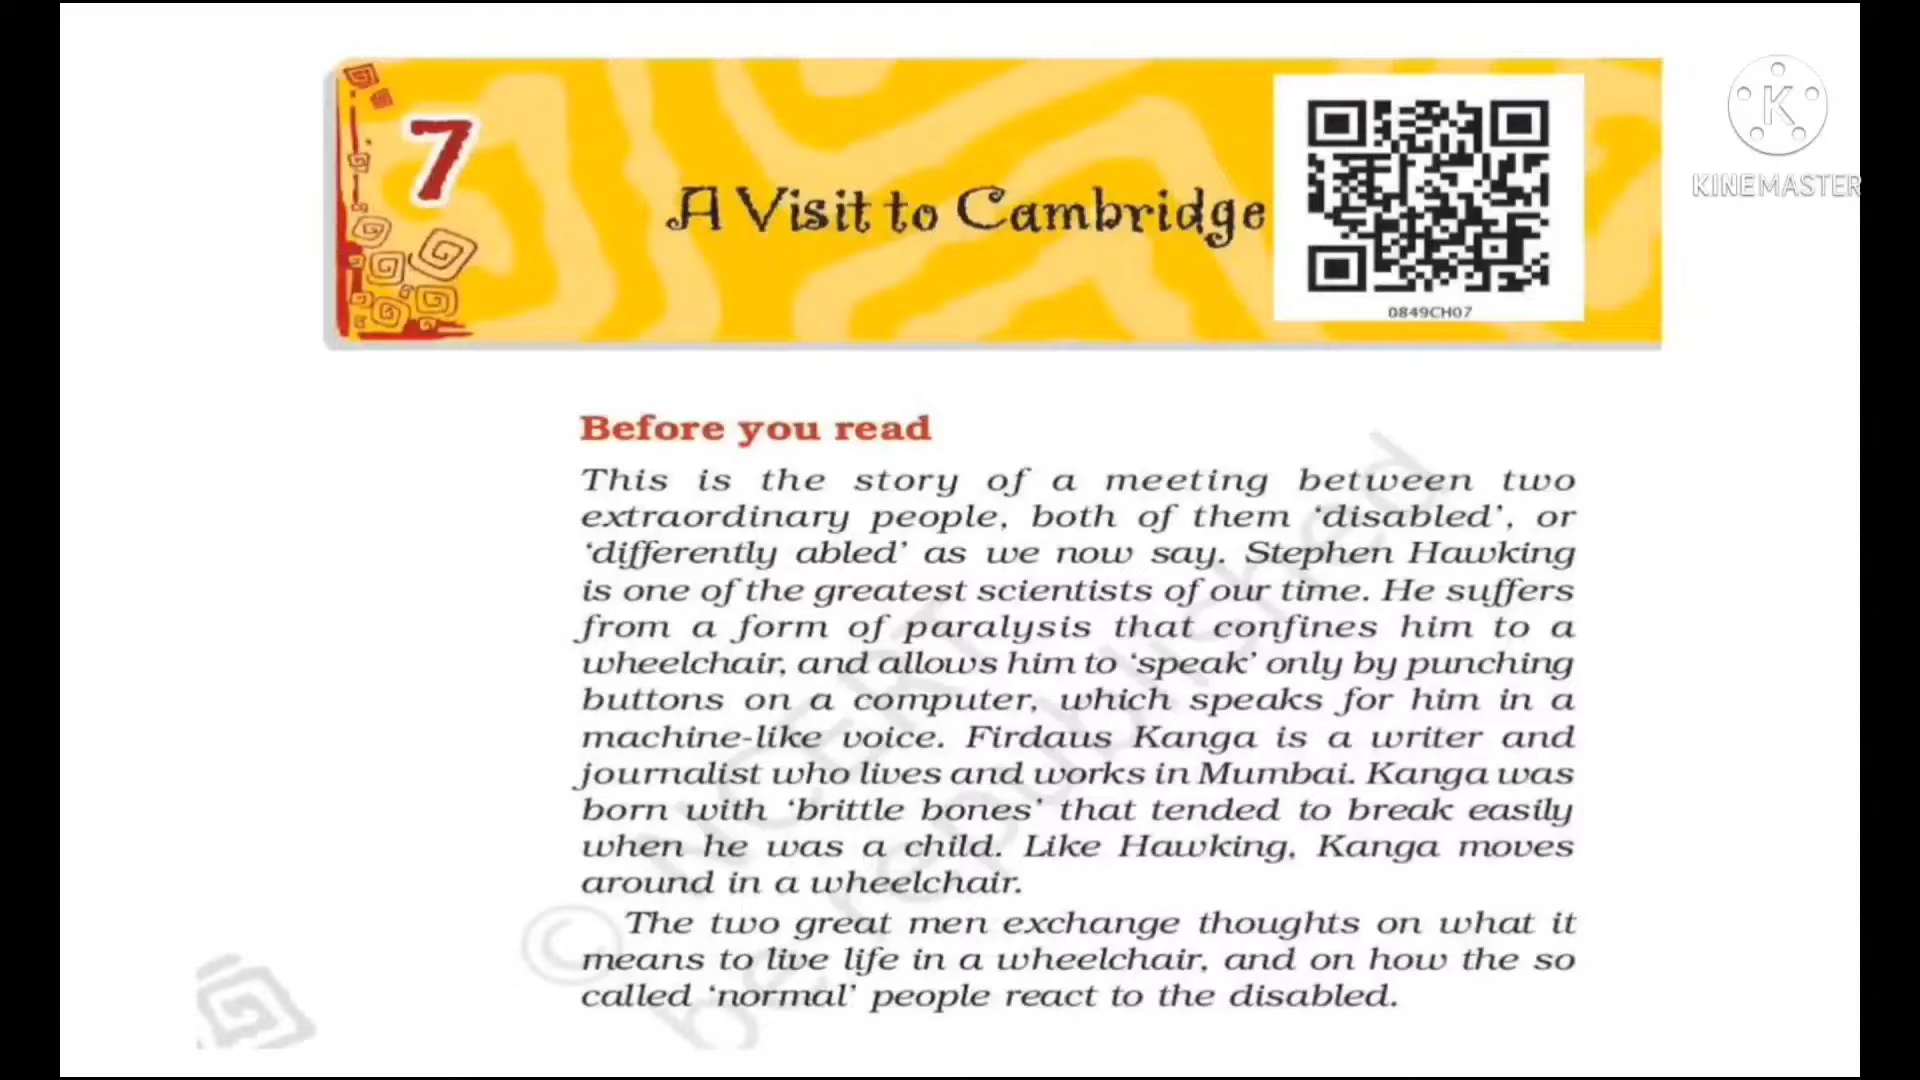 7
A Visit to Cambridge
0849CH07
K
KINEMASTER
Before you read
This is the story of a meeting between two
extraordinary people, both of them ‘disabled’, or
‘differently abled’ as we now say. Stephen Hawking
is one of the greatest scientists of our time. He suffers
from a form of paralysis that confines him to a
wheelchair, and allows him to ‘speak’ only by punching
buttons on a computer, which speaks for him in a
machine-like voice. Firdaus Kanga is a writer and
journalist who lives and works in Mumbai. Kanga was
born with ‘brittle bones’ that tended to break easily
when he was a child. Like Hawking, Kanga moves
around in a wheelchair.
The two great men exchange thoughts on what it
means to live life in a wheelchair, and on how the so
called ‘normal’ people react to the disabled.
© NCERT
be republished